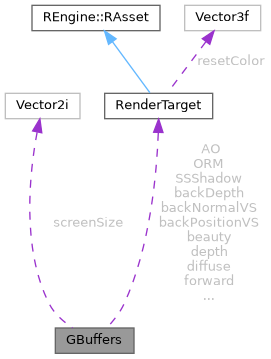 REngine::RAsset
Vector3f
resetColor
Vector2i
RenderTarget
AO
ORM
SSShadow
backDepth
backNormalVS
backPositionVS
beauty
depth
diffuse
forward
...
screenSize
GBuffers